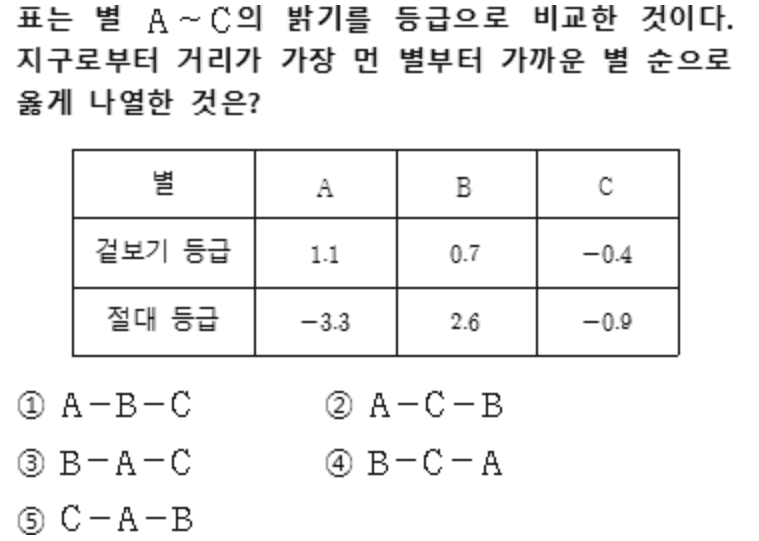 표는 별 A ~ C의 밝기를 등급으로 비교한 것이다.
지구로부터 거리가 가장 먼 별부터 가까운 별 순으로
옳게 나열한 것은?
별 A B C
겉보기 등급 1.1 0.7 −0.4
절대 등급 −3.3 2.6 −0.9
① A−B−C ② A−C−B
③ B−A−C ④ B−C−A
⑤ C−A−B